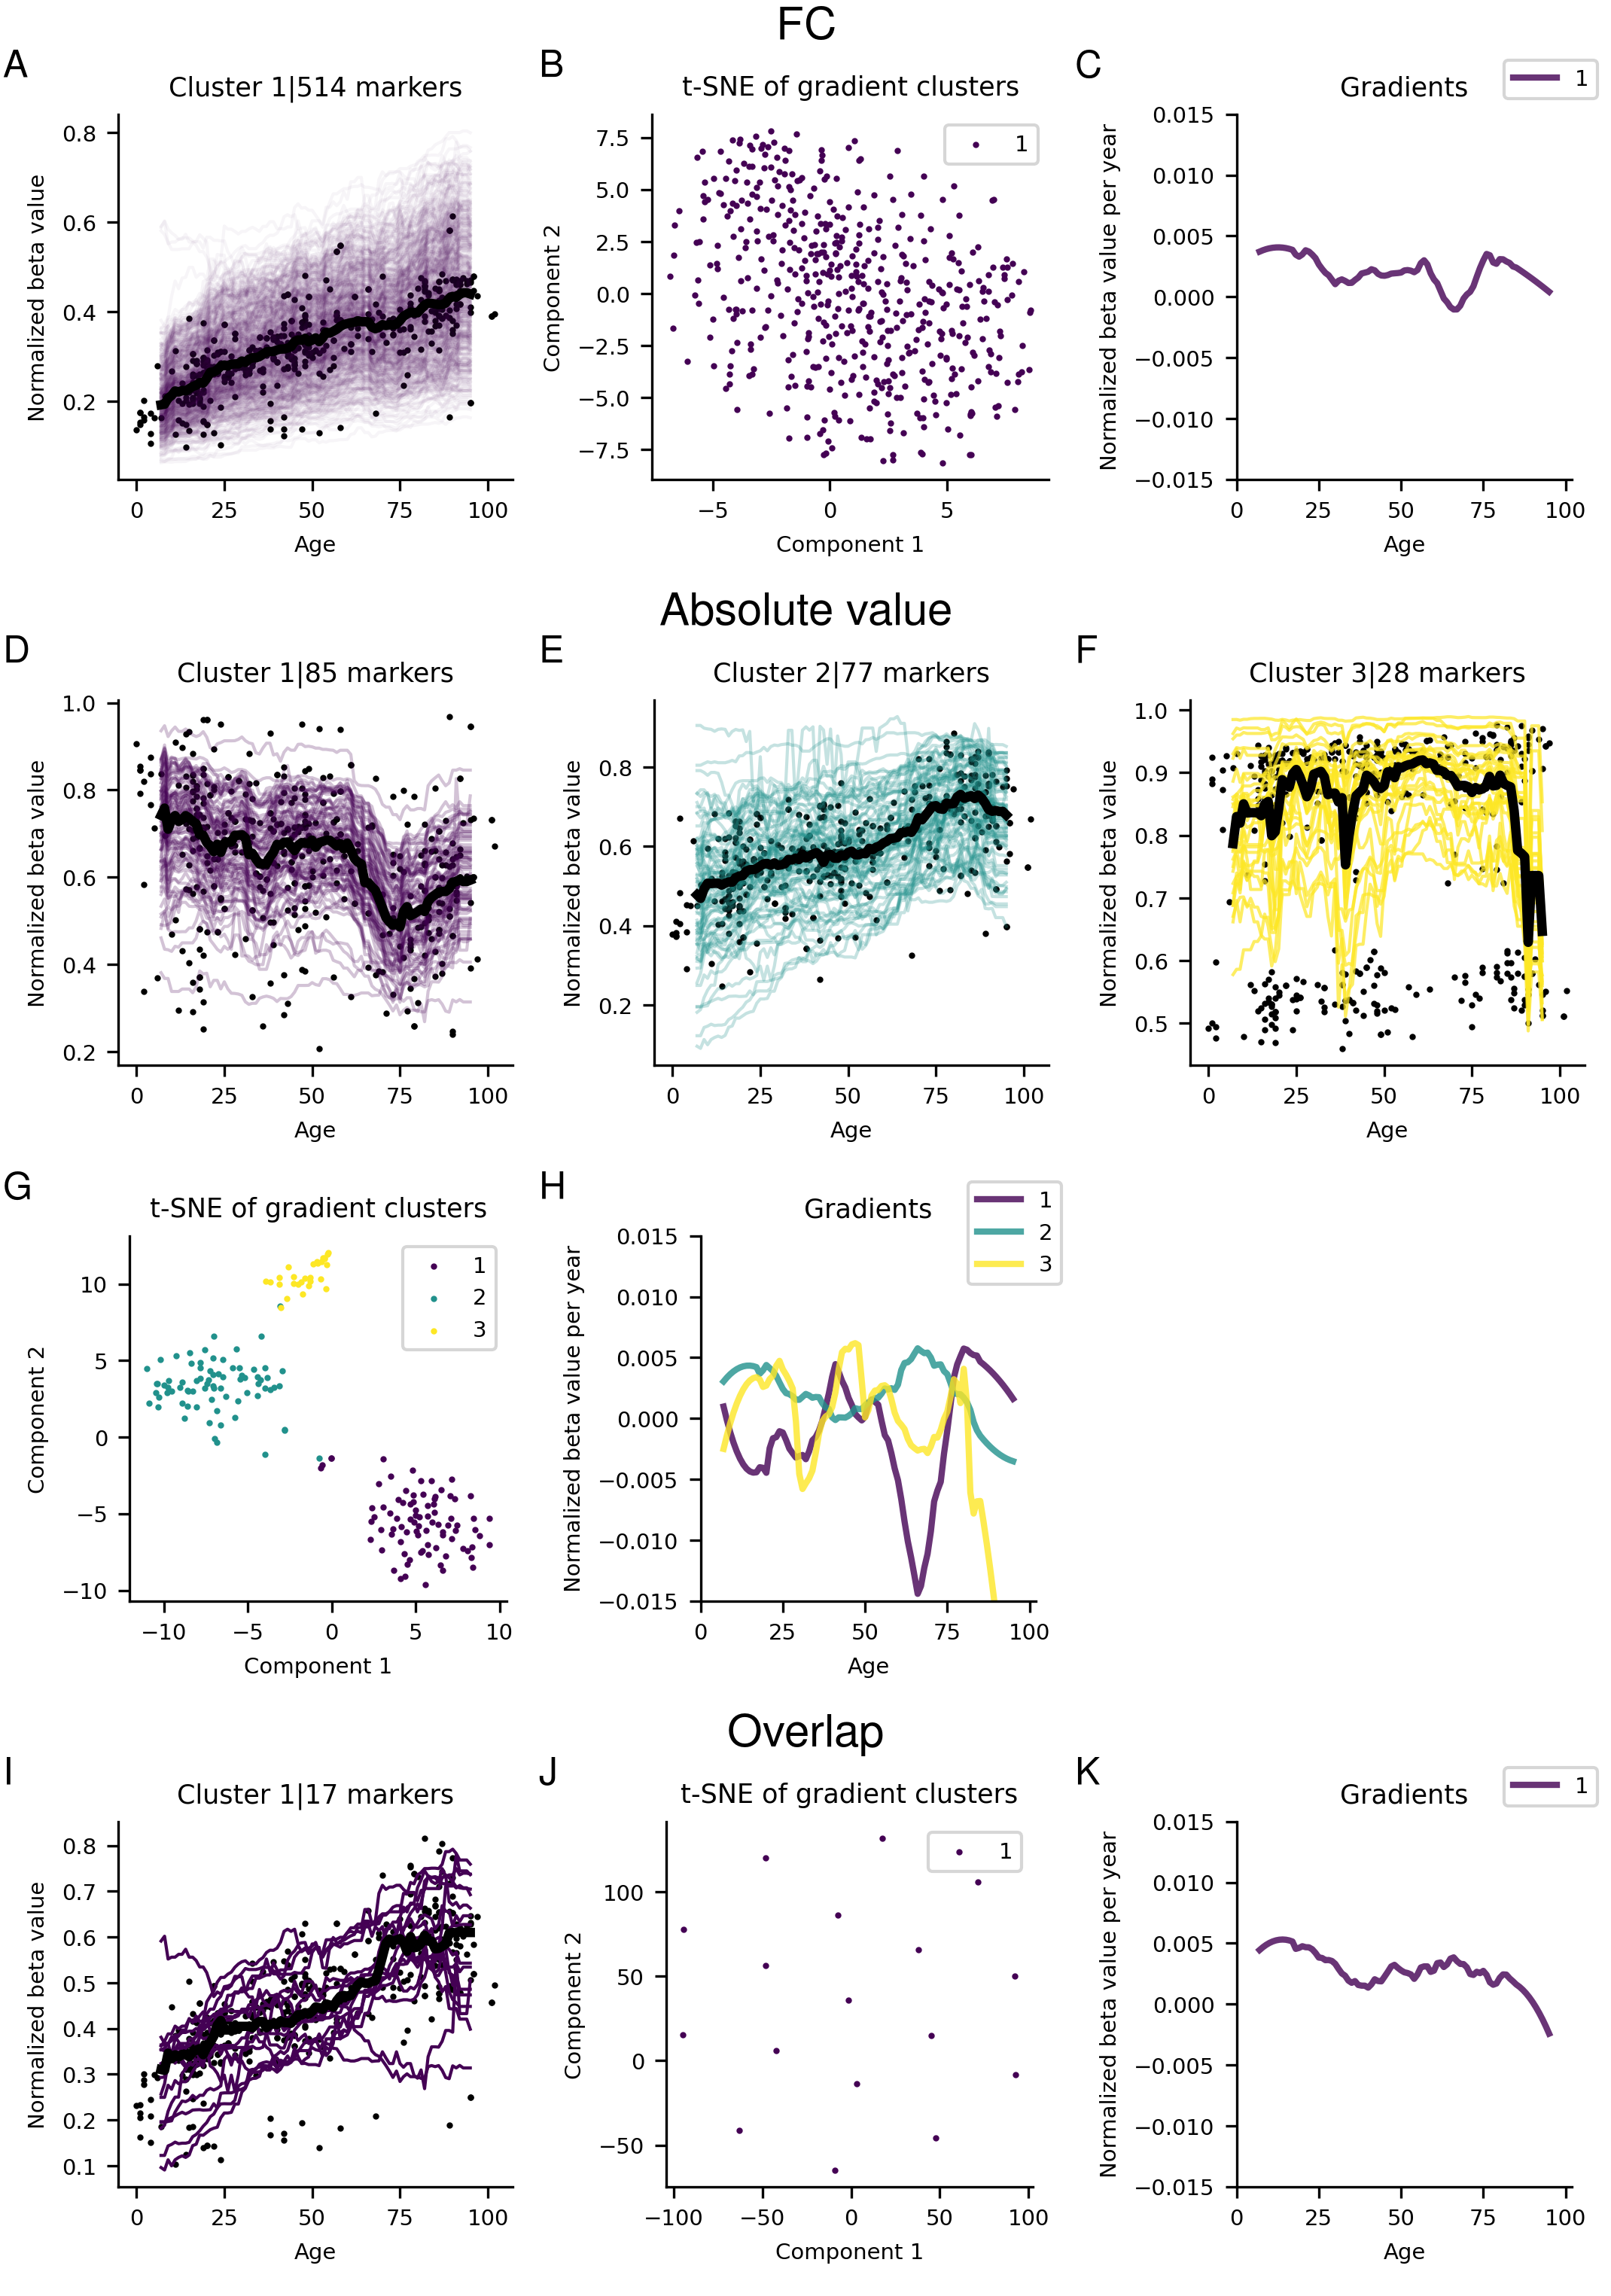 FC
A
Cluster 1|514 markers
Normalized beta value
0.8
0.6
0.4
0.2
0 25 50 75 100
Age
B
t-SNE of gradient clusters
1
Component 2
7.5
5.0
2.5
0.0
−2.5
−5.0
−7.5
−5 0 5
Component 1
C
Gradients
1
Normalized beta value per year
0.015
0.010
0.005
0.000
−0.005
−0.010
−0.015
0 25 50 75 100
Age
Absolute value
D
Cluster 1|85 markers
Normalized beta value
1.0
0.8
0.6
0.4
0.2
0 25 50 75 100
Age
E
Cluster 2|77 markers
Normalized beta value
0.8
0.6
0.4
0.2
0 25 50 75 100
Age
F
Cluster 3|28 markers
Normalized beta value
1.0
0.9
0.8
0.7
0.6
0.5
0 25 50 75 100
Age
G
t-SNE of gradient clusters
1
2
3
Component 2
10
5
0
−5
−10
−10 −5 0 5 10
Component 1
H
Gradients
1
2
3
Normalized beta value per year
0.015
0.010
0.005
0.000
−0.005
−0.010
−0.015
0 25 50 75 100
Age
Overlap
I
Cluster 1|17 markers
Normalized beta value
0.8
0.7
0.6
0.5
0.4
0.3
0.2
0.1
0 25 50 75 100
Age
J
t-SNE of gradient clusters
1
Component 2
100
50
0
−50
−100 −50 0 50 100
Component 1
K
Gradients
1
Normalized beta value per year
0.015
0.010
0.005
0.000
−0.005
−0.010
−0.015
0 25 50 75 100
Age